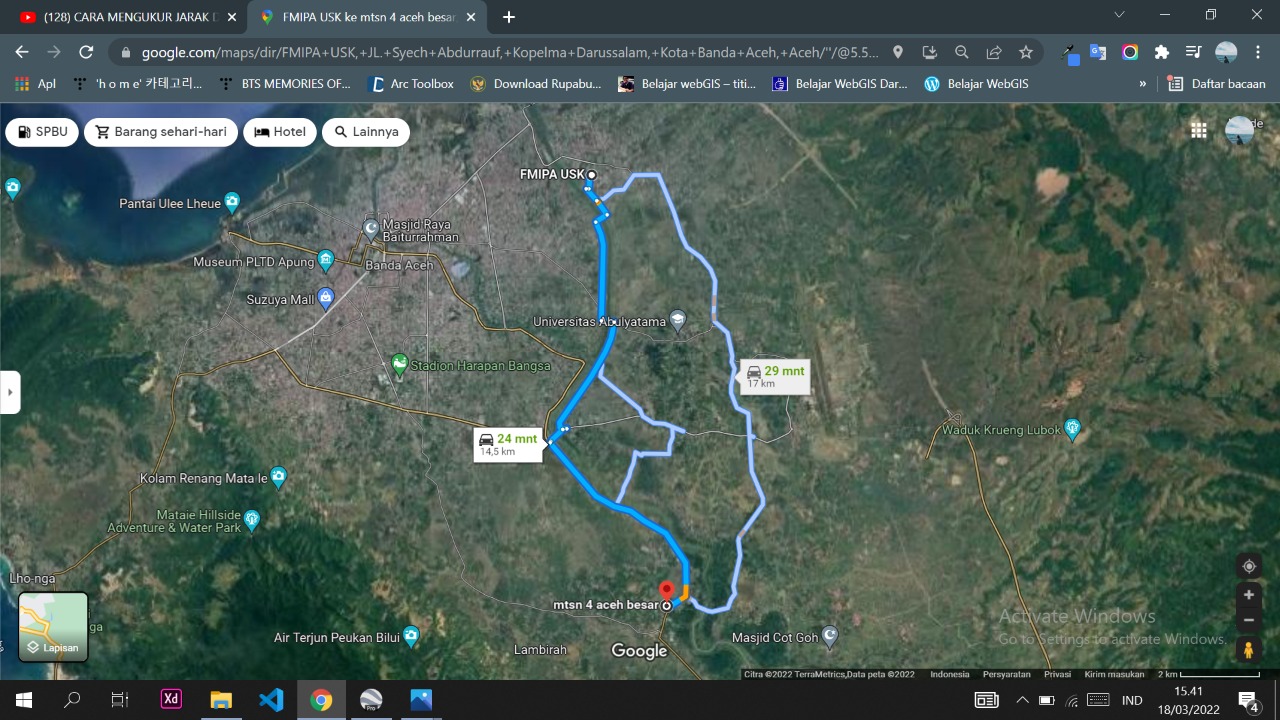 (128) CARA MENGUKUR JARAK D
FMIPA USK ke mtsn 4 aceh besar,
google.com/maps/dir/FMIPA+USK,+JL.+Syech+Abdurrauf,+Kopelma+Darussalam,+Kota+Banda+Aceh,+Aceh/''/@5.5...
Apl
'h o m e' 카테고리...
BTS MEMORIES OF...
Arc Toolbox
Download Rupabu...
Belajar webGIS – titi...
Belajar WebGIS Dar...
Belajar WebGIS
»
Daftar bacaan
SPBU
Barang sehari-hari
Hotel
Lainnya
FMIPA USK
Pantai Ulee Lheue
Masjid Raya
Baiturrahman
Museum PLTD Apung
Banda Aceh
Suzuya Mall
Universitas Abulyatama
Stadion Harapan Bangsa
29 mnt
17 km
24 mnt
14,5 km
Waduk Krueng Lubok
Kolam Renang Mata Ie
Mataie Hillside
Adventure & Water Park
Lho-nga
mtsn 4 aceh besar
Lapisan
Air Terjun Peukan Bilui
Masjid Cot Goh
Lambirah
Google
Activate Windows
Go to Settings to activate Windows.
Citra ©2022 TerraMetrics,Data peta ©2022
Indonesia
Persyaratan
Privasi
Kirim masukan
2 km
Xd
Pro
IND
15.41
18/03/2022
4